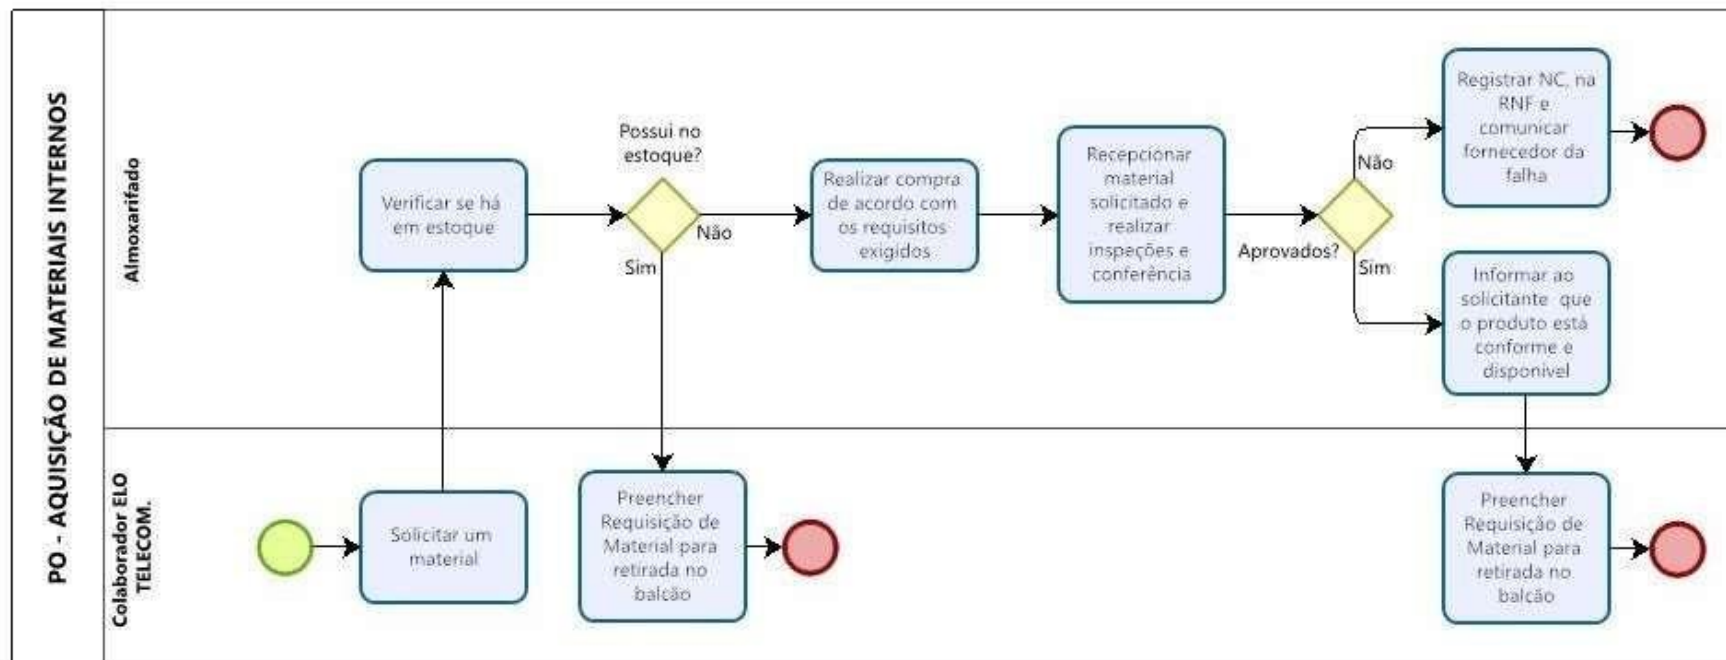 PO - AQUISIÇÃO DE MATERIAIS INTERNOS
Almoxarifado
Verificar se há
em estoque
Possui no
estoque?
Não
Sim
Realizar compra
de acordo com
os requisitos
exigidos
Recepcionar
material
solicitado e
realizar
inspeções e
conferência
Aprovados?
Não
Sim
Registrar NC, na
RNF e
comunicar
fornecedor da
falha
Informar ao
solicitante que
o produto está
conforme e
disponivel
Colaborador ELO
TELECOM.
Solicitar um
material
Preencher
Requisição de
Material para
retirada no
balcão
Preencher
Requisição de
Material para
retirada no
balcão